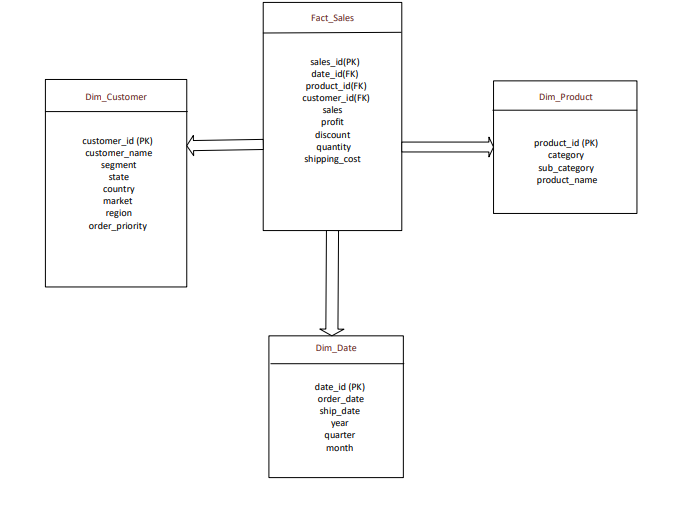 Fact_Sales
sales_id(PK)
date_id(FK)
product_id(FK)
customer_id(FK)
sales
profit
discount
quantity
shipping_cost
Dim_Customer
customer_id (PK)
customer_name
segment
state
country
market
region
order_priority
Dim_Product
product_id (PK)
category
sub_category
product_name
Dim_Date
date_id (PK)
order_date
ship_date
year
quarter
month